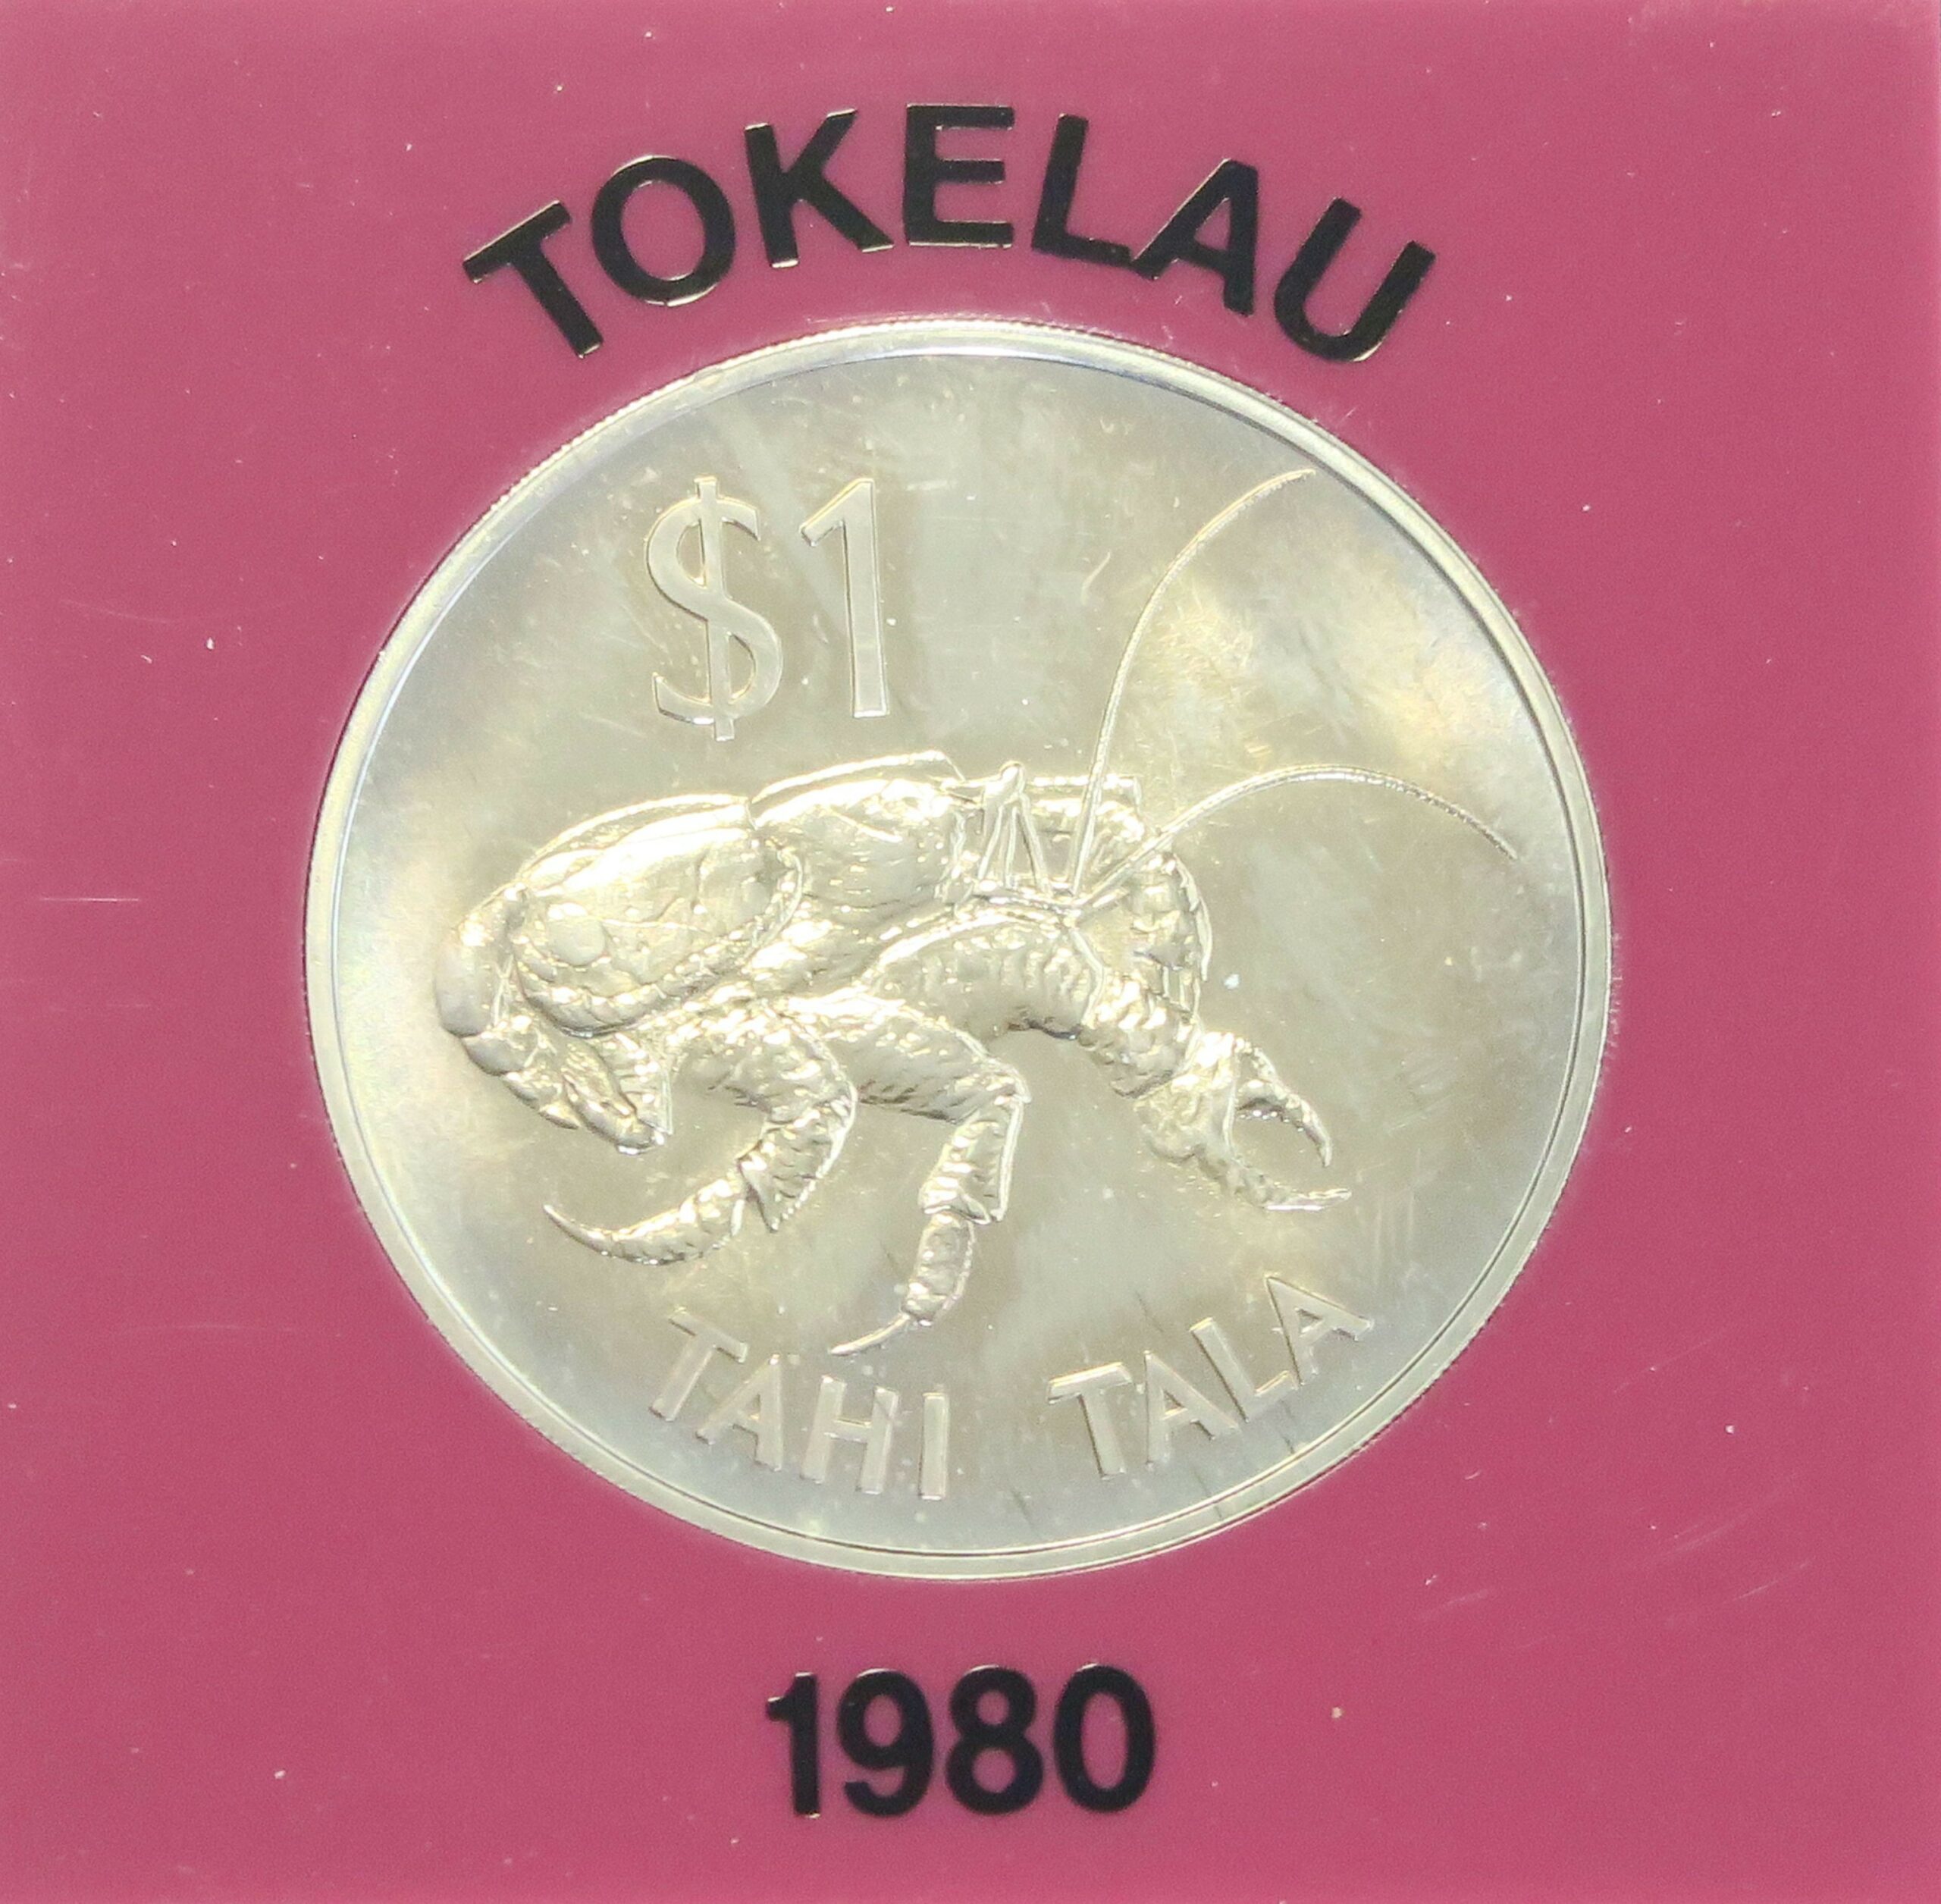 TOKELAU
$1
TAHI TALA
1980